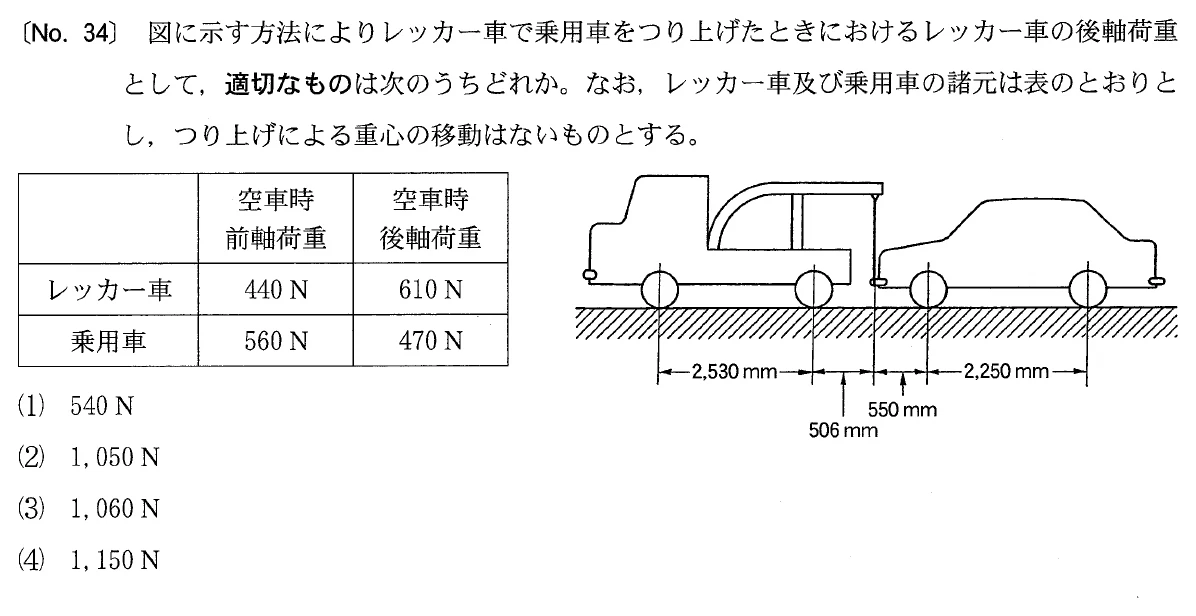 〔No. 34〕 図に示す方法によりレッカー車で乗用車をつり上げたときにおけるレッカー車の後軸荷重
として，適切なものは次のうちどれか。なお，レッカー車及び乗用車の諸元は表のとおりと
し，つり上げによる重心の移動はないものとする。
空車時前軸荷重 空車時後軸荷重
レッカー車 440 N 610 N
乗用車 560 N 470 N
(1) 540 N
(2) 1,050 N
(3) 1,060 N
(4) 1,150 N
2,530 mm 2,250 mm
550 mm
506 mm